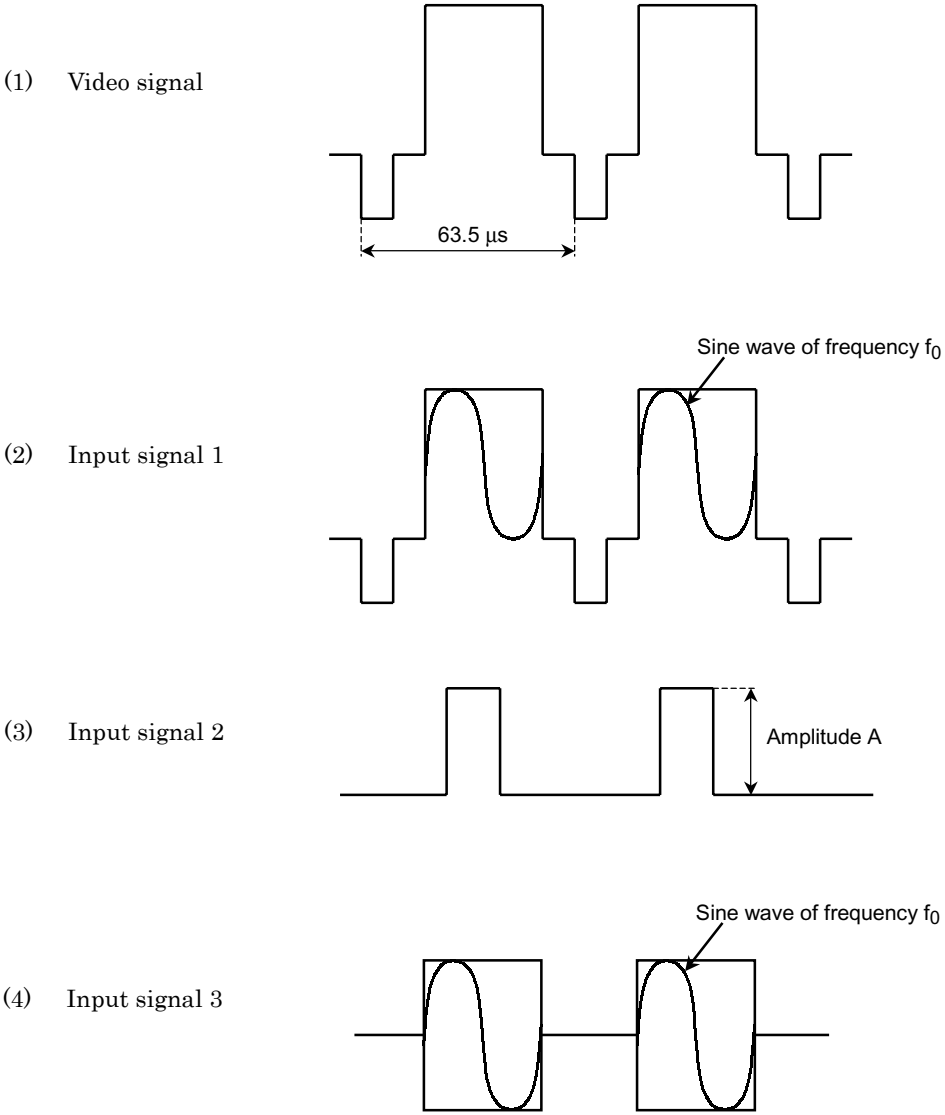 (1) Video signal
63.5 μs
Sine wave of frequency f0
(2) Input signal 1
(3) Input signal 2
Amplitude A
Sine wave of frequency f0
(4) Input signal 3